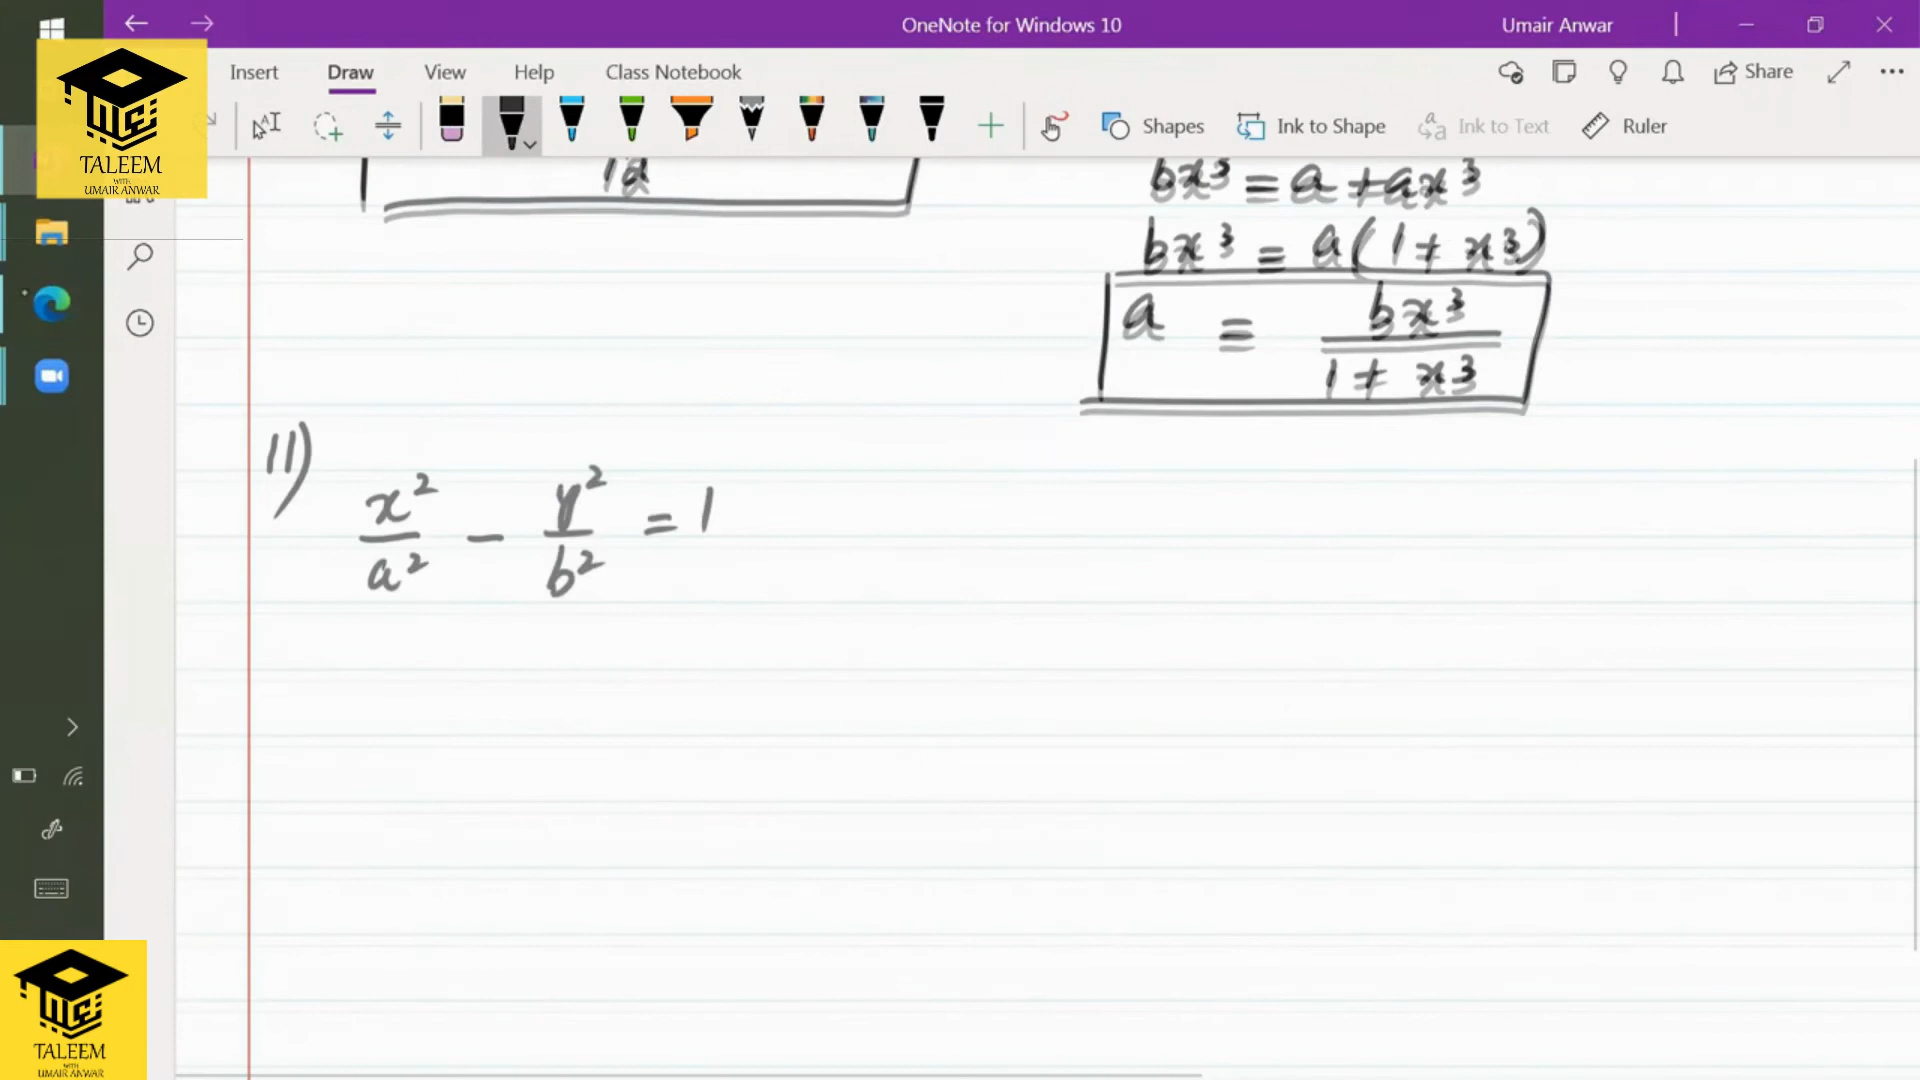 OneNote for Windows 10
Umair Anwar
Insert Draw View Help Class Notebook Share
Shapes Ink to Shape Ink to Text Ruler
TALEEM
WITH
UMAIR ANWAR
bx³ = a + ax³
bx³ = a(1 + x³)
a = bx³ / 1 + x³
11)
x²/a² - y²/b² = 1
TALEEM
WITH
UMAIR ANWAR